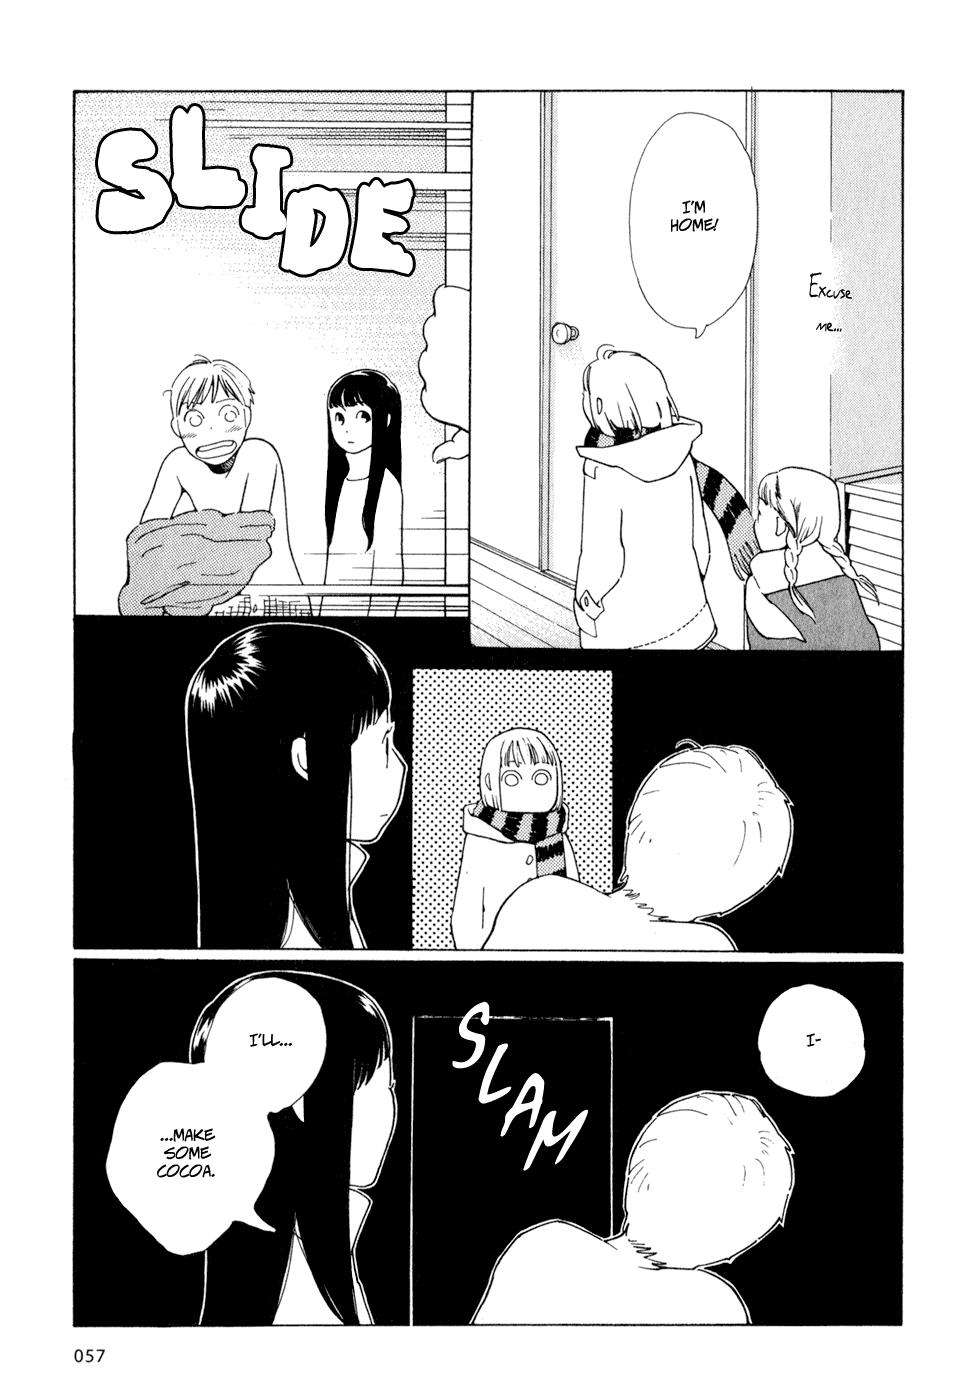 I'M
HOME!
Excuse
me...
SLIDE
SLAM
I-
I'LL...
...MAKE
SOME
COCOA.
057